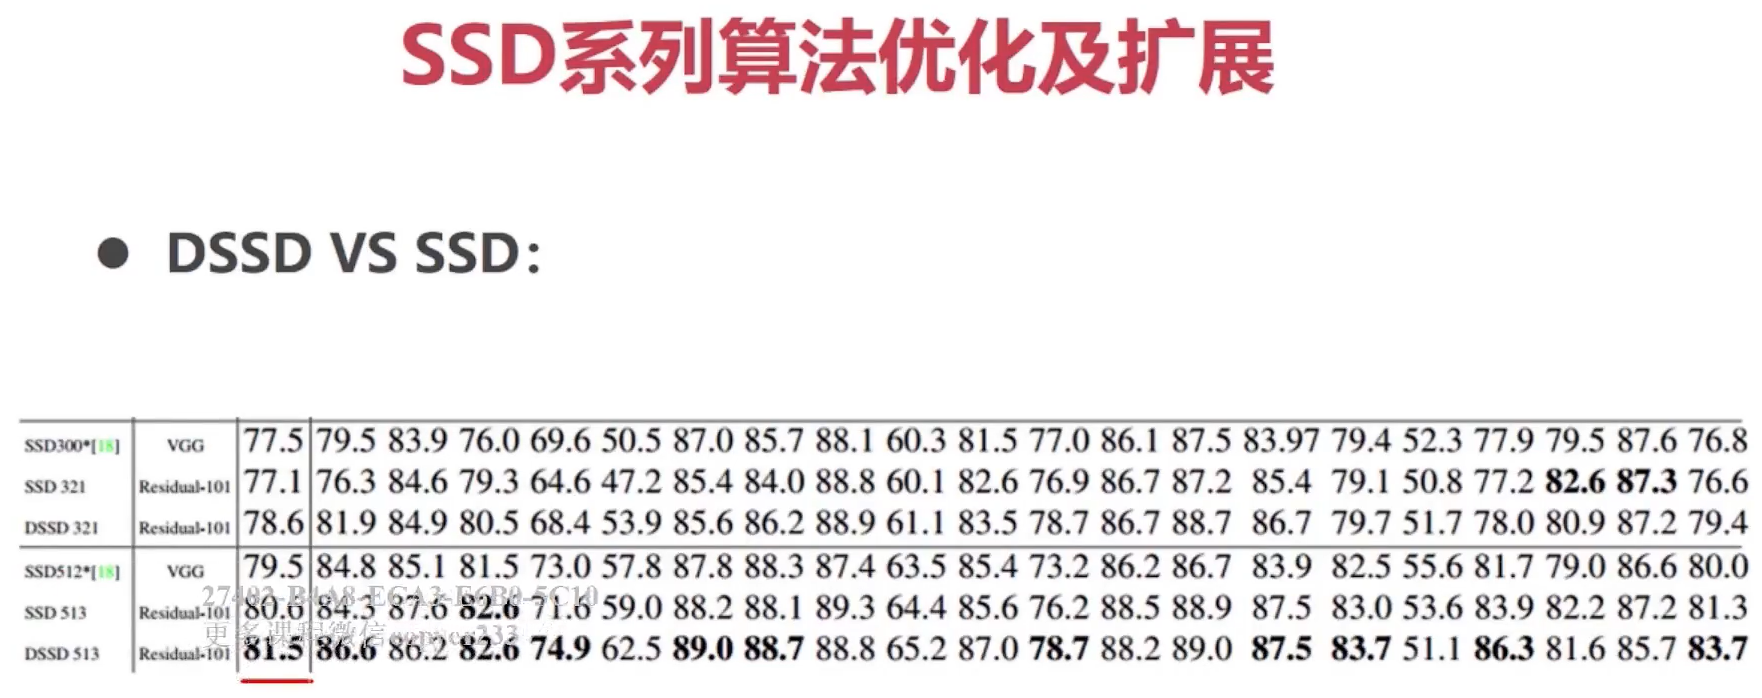 SSD系列算法优化及扩展
● DSSD VS SSD：
SSD300*[18] VGG 77.5 79.5 83.9 76.0 69.6 50.5 87.0 85.7 88.1 60.3 81.5 77.0 86.1 87.5 83.97 79.4 52.3 77.9 79.5 87.6 76.8
SSD 321 Residual-101 77.1 76.3 84.6 79.3 64.6 47.2 85.4 84.0 88.8 60.1 82.6 76.9 86.7 87.2 85.4 79.1 50.8 77.2 82.6 87.3 76.6
DSSD 321 Residual-101 78.6 81.9 84.9 80.5 68.4 53.9 85.6 86.2 88.9 61.1 83.5 78.7 86.7 88.7 86.7 79.7 51.7 78.0 80.9 87.2 79.4
SSD512*[18] VGG 79.5 84.8 85.1 81.5 73.0 57.8 87.8 88.3 87.4 63.5 85.4 73.2 86.2 86.7 83.9 82.5 55.6 81.7 79.0 86.6 80.0
SSD 513 Residual-101 80.6 84.3 87.6 82.6 71.6 59.0 88.2 88.1 89.3 64.4 85.6 76.2 88.5 88.9 87.5 83.0 53.6 83.9 82.2 87.2 81.3
DSSD 513 Residual-101 81.5 86.6 86.2 82.6 74.9 62.5 89.0 88.7 88.8 65.2 87.0 78.7 88.2 89.0 87.5 83.7 51.1 86.3 81.6 85.7 83.7
更多课程微信